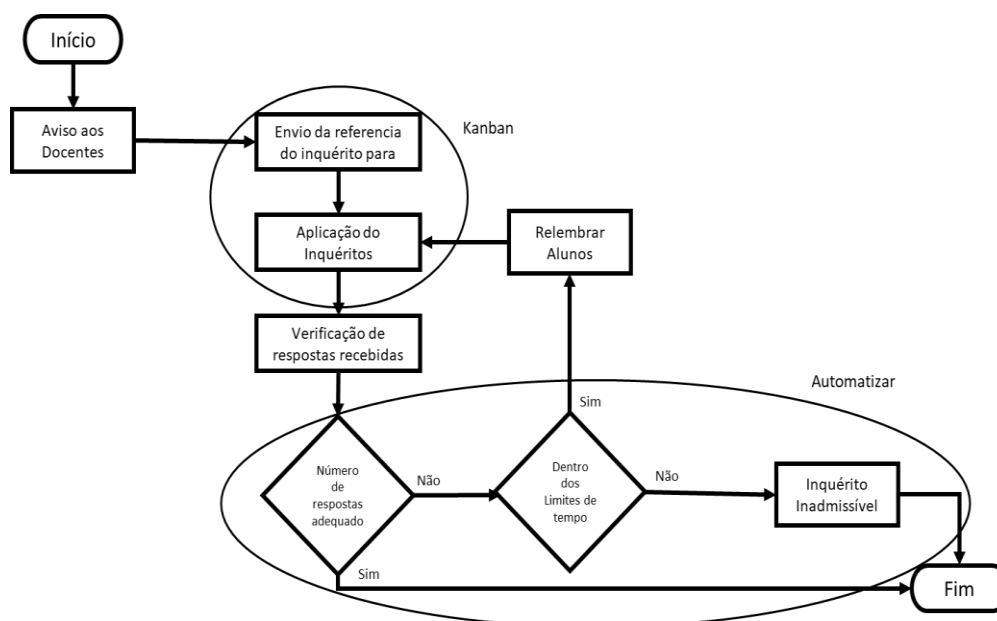 Início
Aviso aos
Docentes
Envio da referencia
do inquérito para
Kanban
Aplicação do
Inquéritos
Relembrar
Alunos
Verificação de
respostas recebidas
Automatizar
Sim
Número
de
respostas
adequado
Não
Dentro
dos
Limites de
tempo
Não
Inquérito
Inadmissível
Sim
Fim